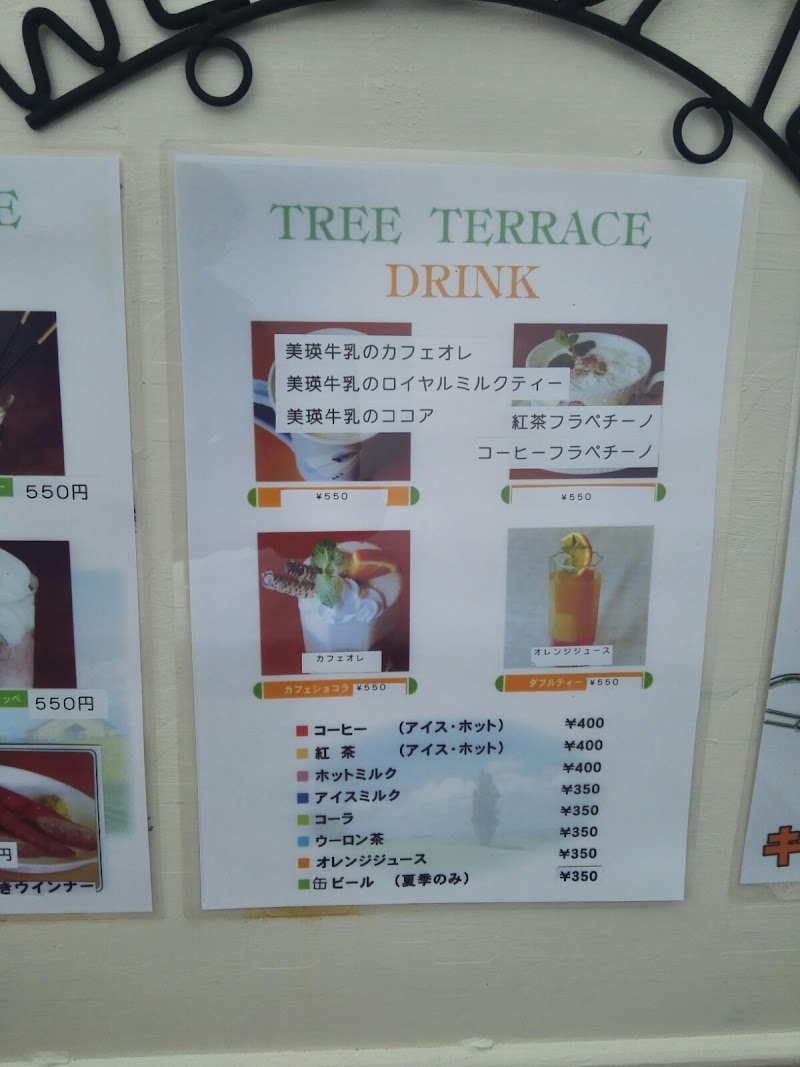 E
550円
550円
円
きウインナー
TREE TERRACE
DRINK
美瑛牛乳のカフェオレ
美瑛牛乳のロイヤルミルクティー
美瑛牛乳のココア
紅茶フラペチーノ
コーヒーフラペチーノ
¥550
¥550
カフェオレ
オレンジジュース
カフェショコラ ¥550
ダブルティー ¥550
コーヒー (アイス・ホット) ¥400
紅 茶 (アイス・ホット) ¥400
ホットミルク ¥400
アイスミルク ¥350
コーラ ¥350
ウーロン茶 ¥350
オレンジジュース ¥350
缶ビール (夏季のみ) ¥350
キ